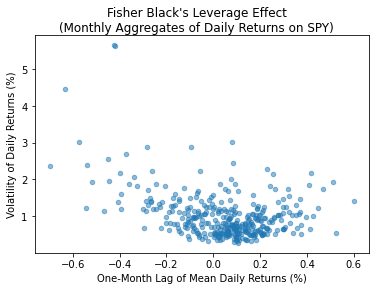 Fisher Black's Leverage Effect
(Monthly Aggregates of Daily Returns on SPY)
Volatility of Daily Returns (%)
5
4
3
2
1
−0.6 −0.4 −0.2 0.0 0.2 0.4 0.6
One-Month Lag of Mean Daily Returns (%)